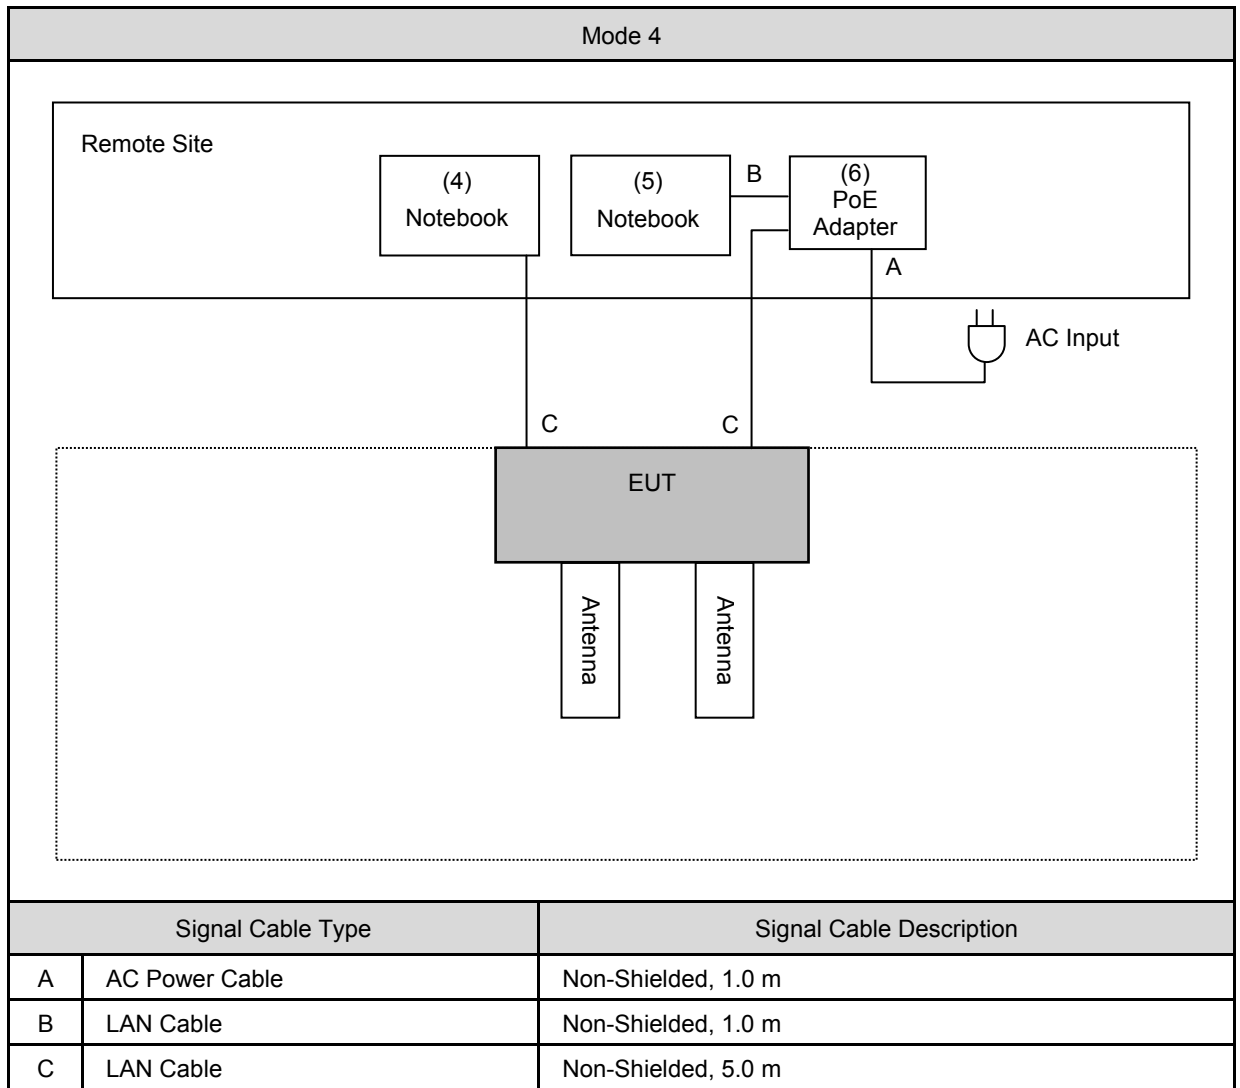 Mode 4
Remote Site
(4)
Notebook
(5)
Notebook
B
(6)
PoE
Adapter
A
AC Input
C
C
EUT
Antenna
Antenna
Signal Cable Type
Signal Cable Description
A
AC Power Cable
Non-Shielded, 1.0 m
B
LAN Cable
Non-Shielded, 1.0 m
C
LAN Cable
Non-Shielded, 5.0 m